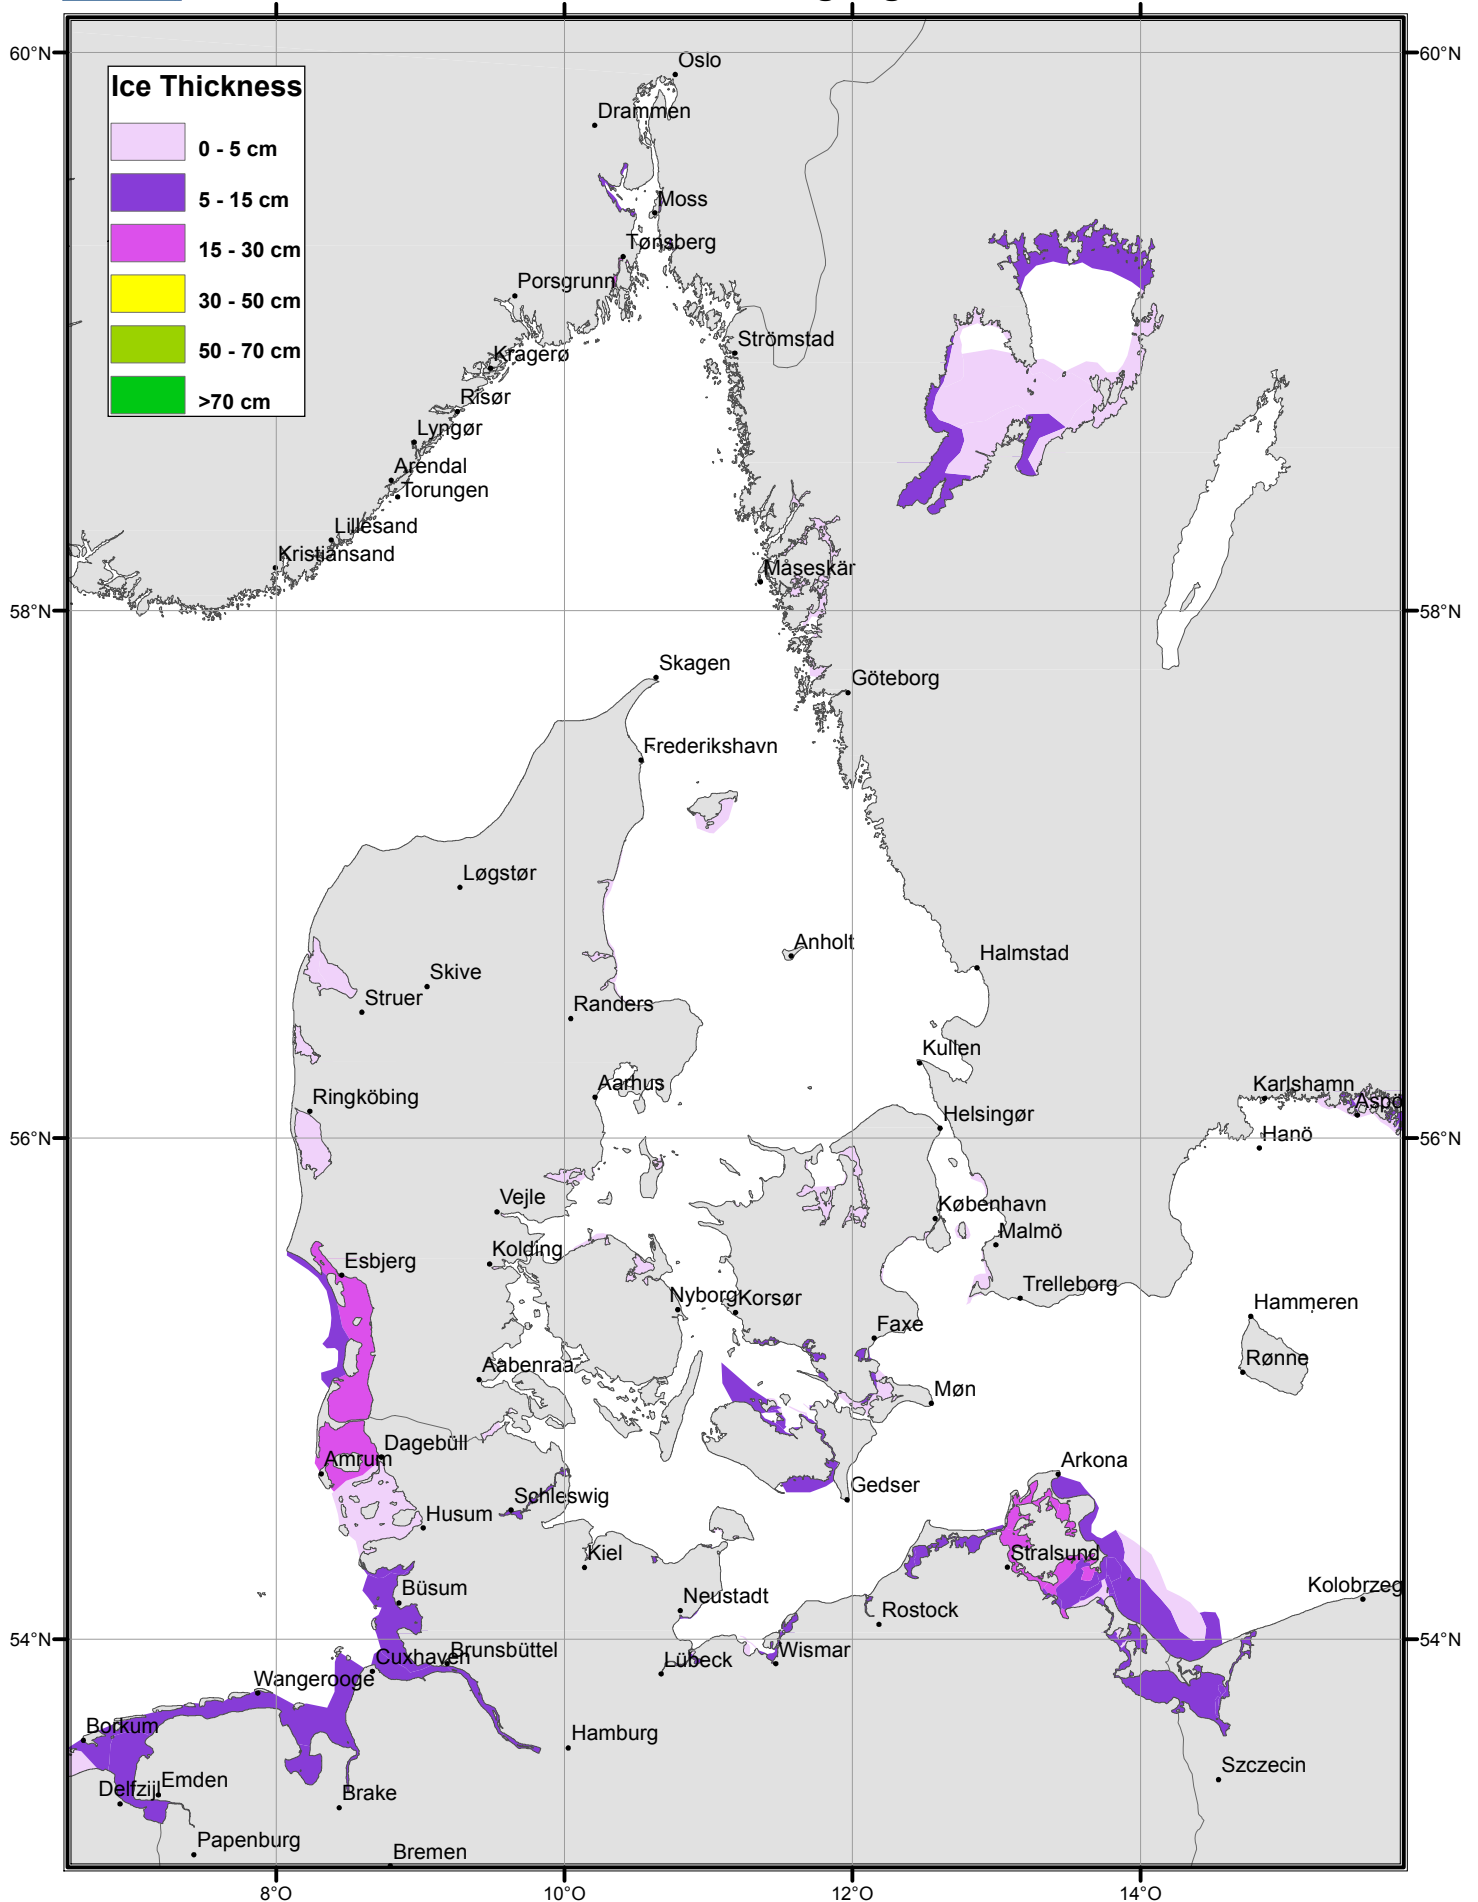 60°N
60°N
Oslo
Ice Thickness
Drammen
0 - 5 cm
5 - 15 cm
Moss
15 - 30 cm
Tønsberg
Porsgrunn
30 - 50 cm
Strömstad
50 - 70 cm
Kragerø
>70 cm
Risør
Lyngør
Arendal
Torungen
Lillesand
Kristiansand
Måseskär
58°N
58°N
Skagen
Göteborg
Frederikshavn
Løgstør
Anholt
Halmstad
Skive
Struer
Randers
Kullen
Aarhus
Karlshamn
Aspö
Ringköbing
Helsingør
Hanö
56°N
56°N
Vejle
København
Malmö
Kolding
Esbjerg
Trelleborg
Nyborg
Korsør
Hammeren
Faxe
Rønne
Aabenraa
Møn
Dagebüll
Amrum
Arkona
Gedser
Schleswig
Husum
Kiel
Stralsund
Büsum
Neustadt
Kolobrzeg
Rostock
54°N
54°N
Brunsbüttel
Wismar
Cuxhaven
Lübeck
Wangerooge
Borkum
Hamburg
Szczecin
Emden
Delfzijl
Brake
Papenburg
Bremen
8°O
10°O
12°O
14°O